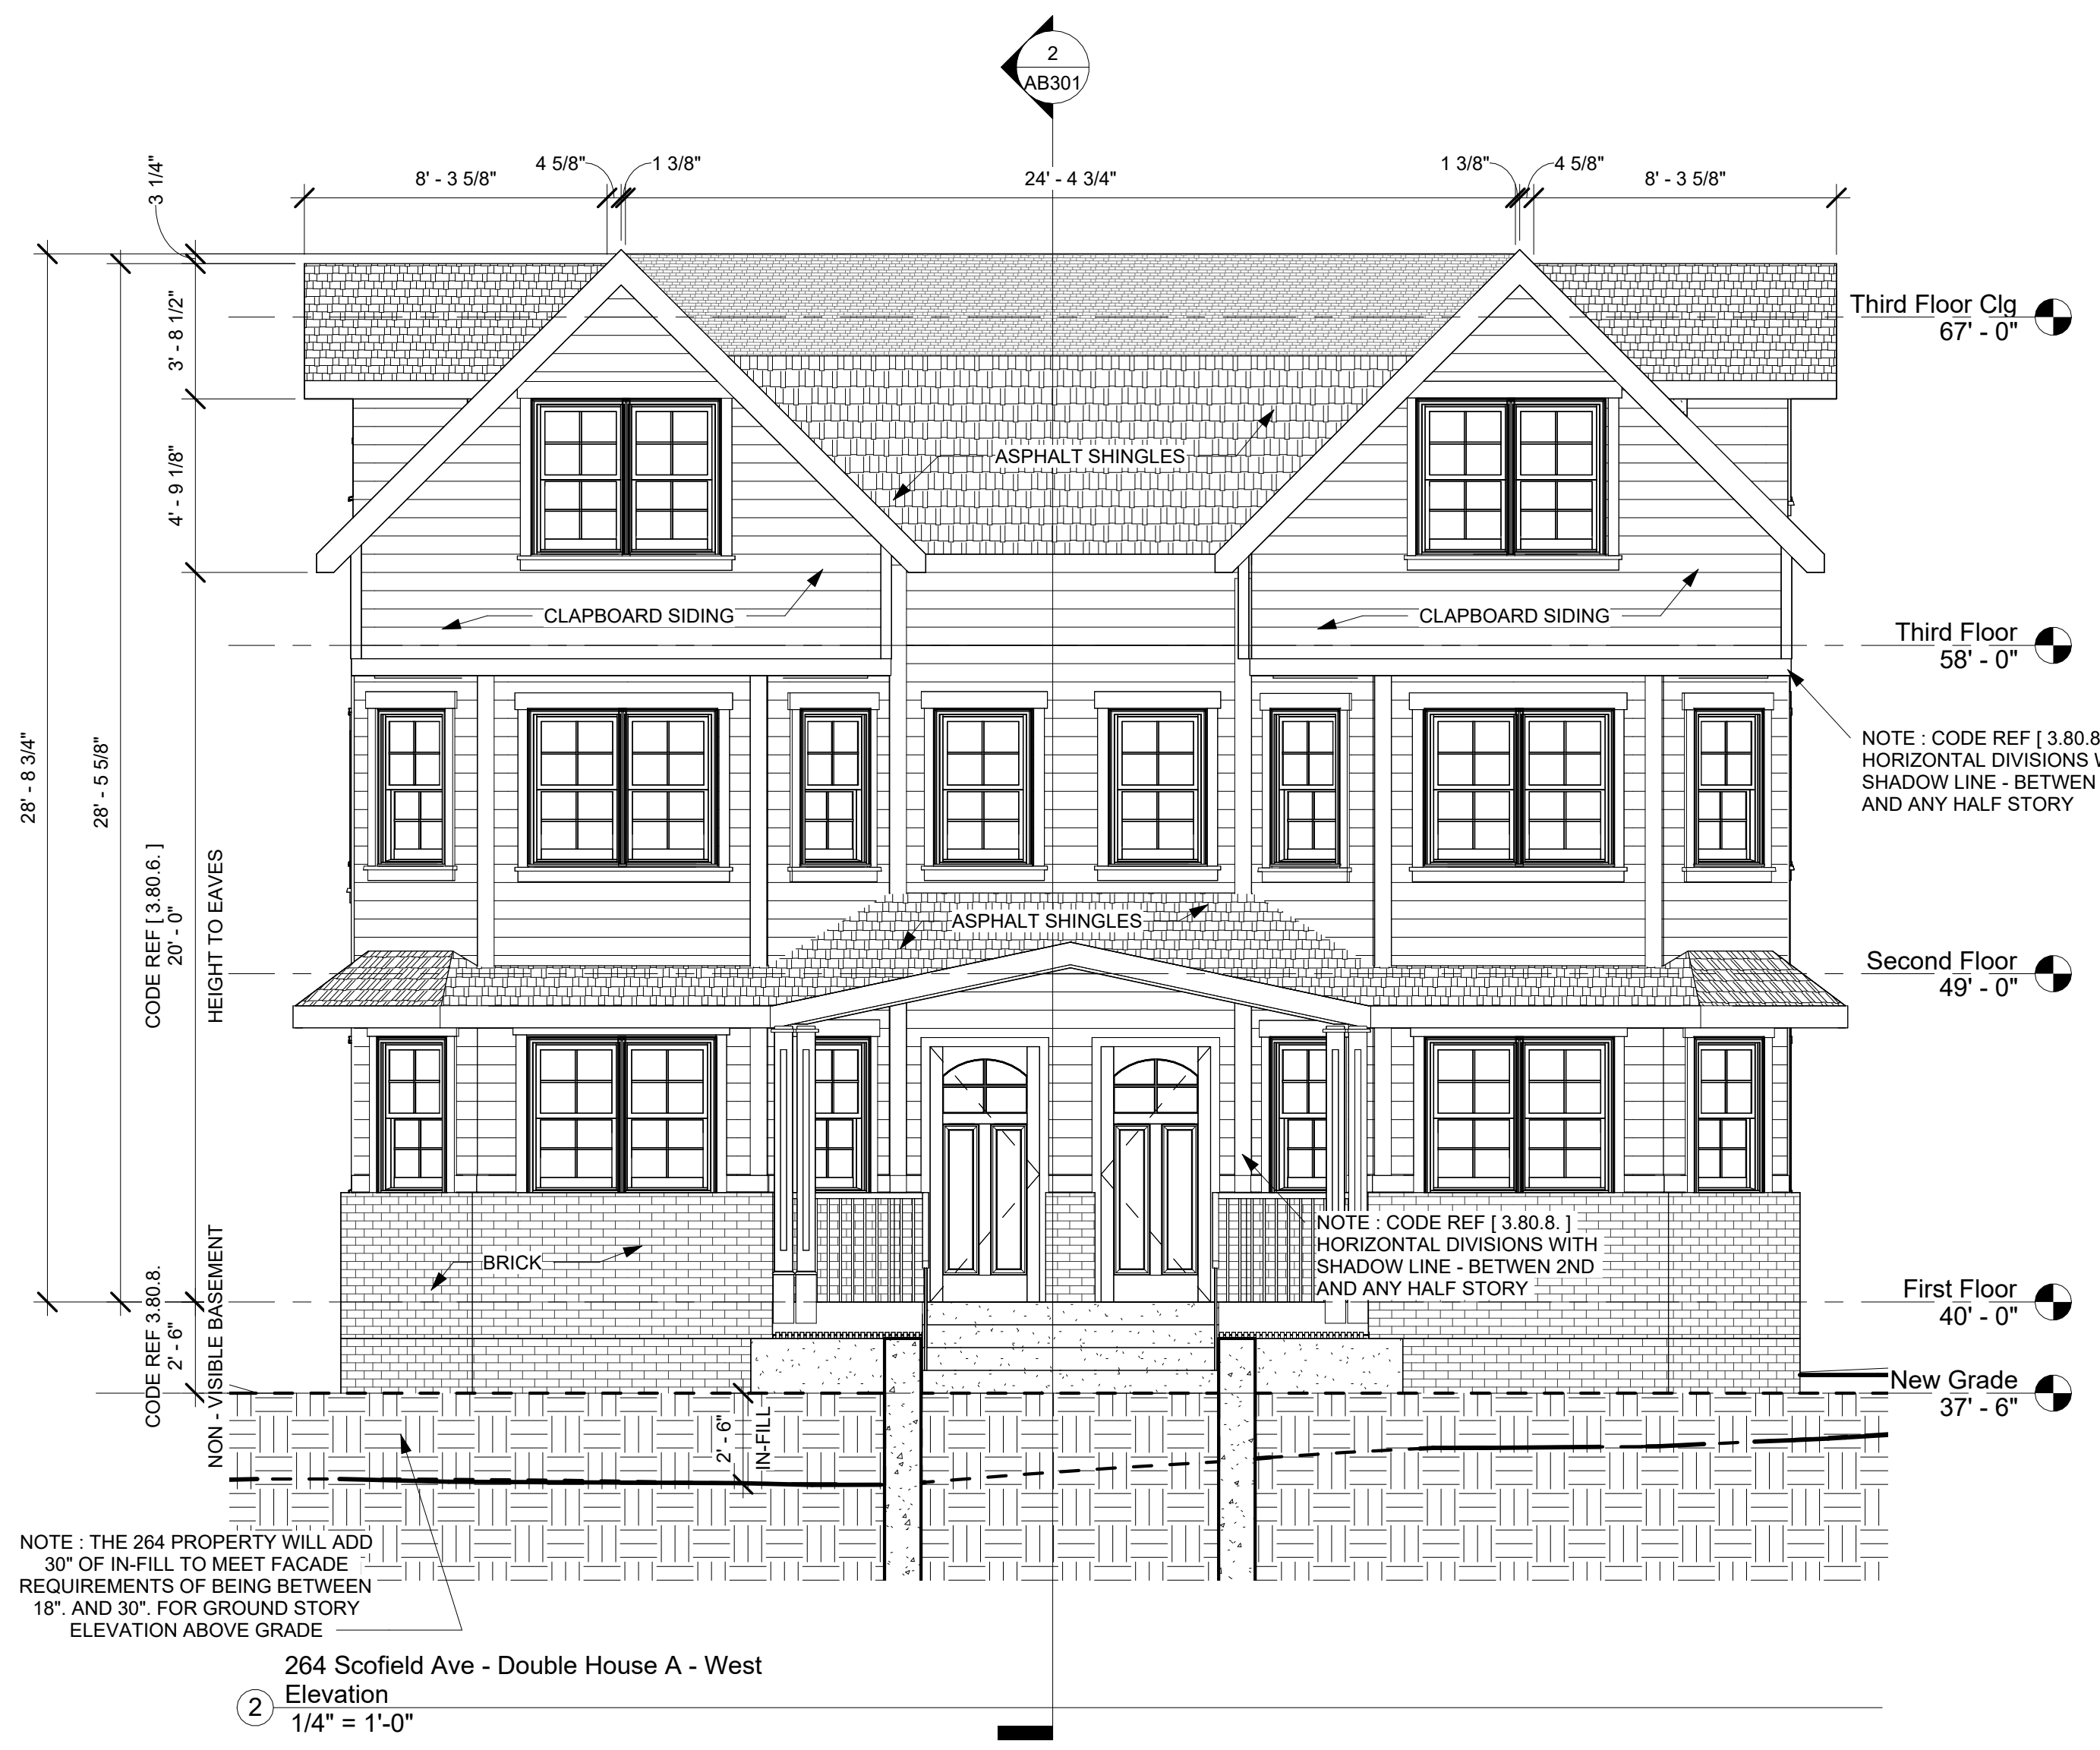 2
AB301
3 1/4"
8' - 3 5/8"
4 5/8"
1 3/8"
24' - 4 3/4"
1 3/8"
4 5/8"
8' - 3 5/8"
3' - 8 1/2"
Third Floor Clg
67' - 0"
4' - 9 1/8"
ASPHALT SHINGLES
CLAPBOARD SIDING
CLAPBOARD SIDING
Third Floor
58' - 0"
28' - 8 3/4"
28' - 5 5/8"
NOTE : CODE REF [ 3.80.8
HORIZONTAL DIVISIONS W
SHADOW LINE - BETWEN
AND ANY HALF STORY
CODE REF [ 3.80.6. ]
20' - 0"
HEIGHT TO EAVES
ASPHALT SHINGLES
Second Floor
49' - 0"
NOTE : CODE REF [ 3.80.8. ]
HORIZONTAL DIVISIONS WITH
SHADOW LINE - BETWEN 2ND
AND ANY HALF STORY
BRICK
First Floor
40' - 0"
CODE REF 3.80.8.
2' - 6"
NON - VISIBLE BASEMENT
New Grade
37' - 6"
2' - 6"
IN-FILL
NOTE : THE 264 PROPERTY WILL ADD
30" OF IN-FILL TO MEET FACADE
REQUIREMENTS OF BEING BETWEEN
18". AND 30". FOR GROUND STORY
ELEVATION ABOVE GRADE
264 Scofield Ave - Double House A - West
Elevation
2
1/4" = 1'-0"